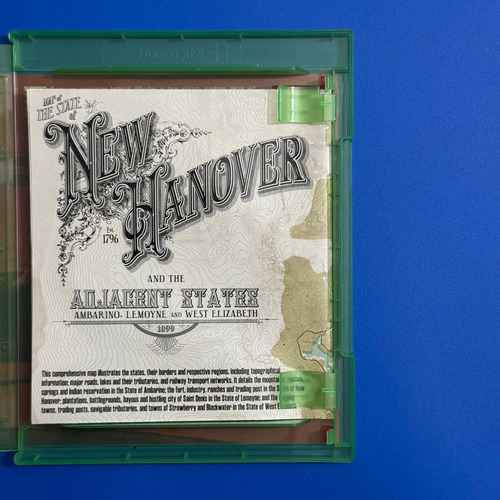 MICROSOFT
MAP of
THE STATE
of
NEW
HANOVER
Est.
1796
AND THE
ADJACENT STATES
AMBARINO, LEMOYNE AND WEST ELIZABETH
1899
This comprehensive map illustrates the states, their borders and respective regions, including topographical
information; major roads, lakes and their tributaries, and railway transport networks. It details the mountains,
springs and Indian reservation in the State of Ambarino; the fort, industry, ranches and trading post in the State of New
Hanover; plantations, battlegrounds, bayous and bustling city of Saint Denis in the State of Lemoyne; and the
towns, trading posts, navigable tributaries, and towns of Strawberry and Blackwater in the State of West Elizabeth.